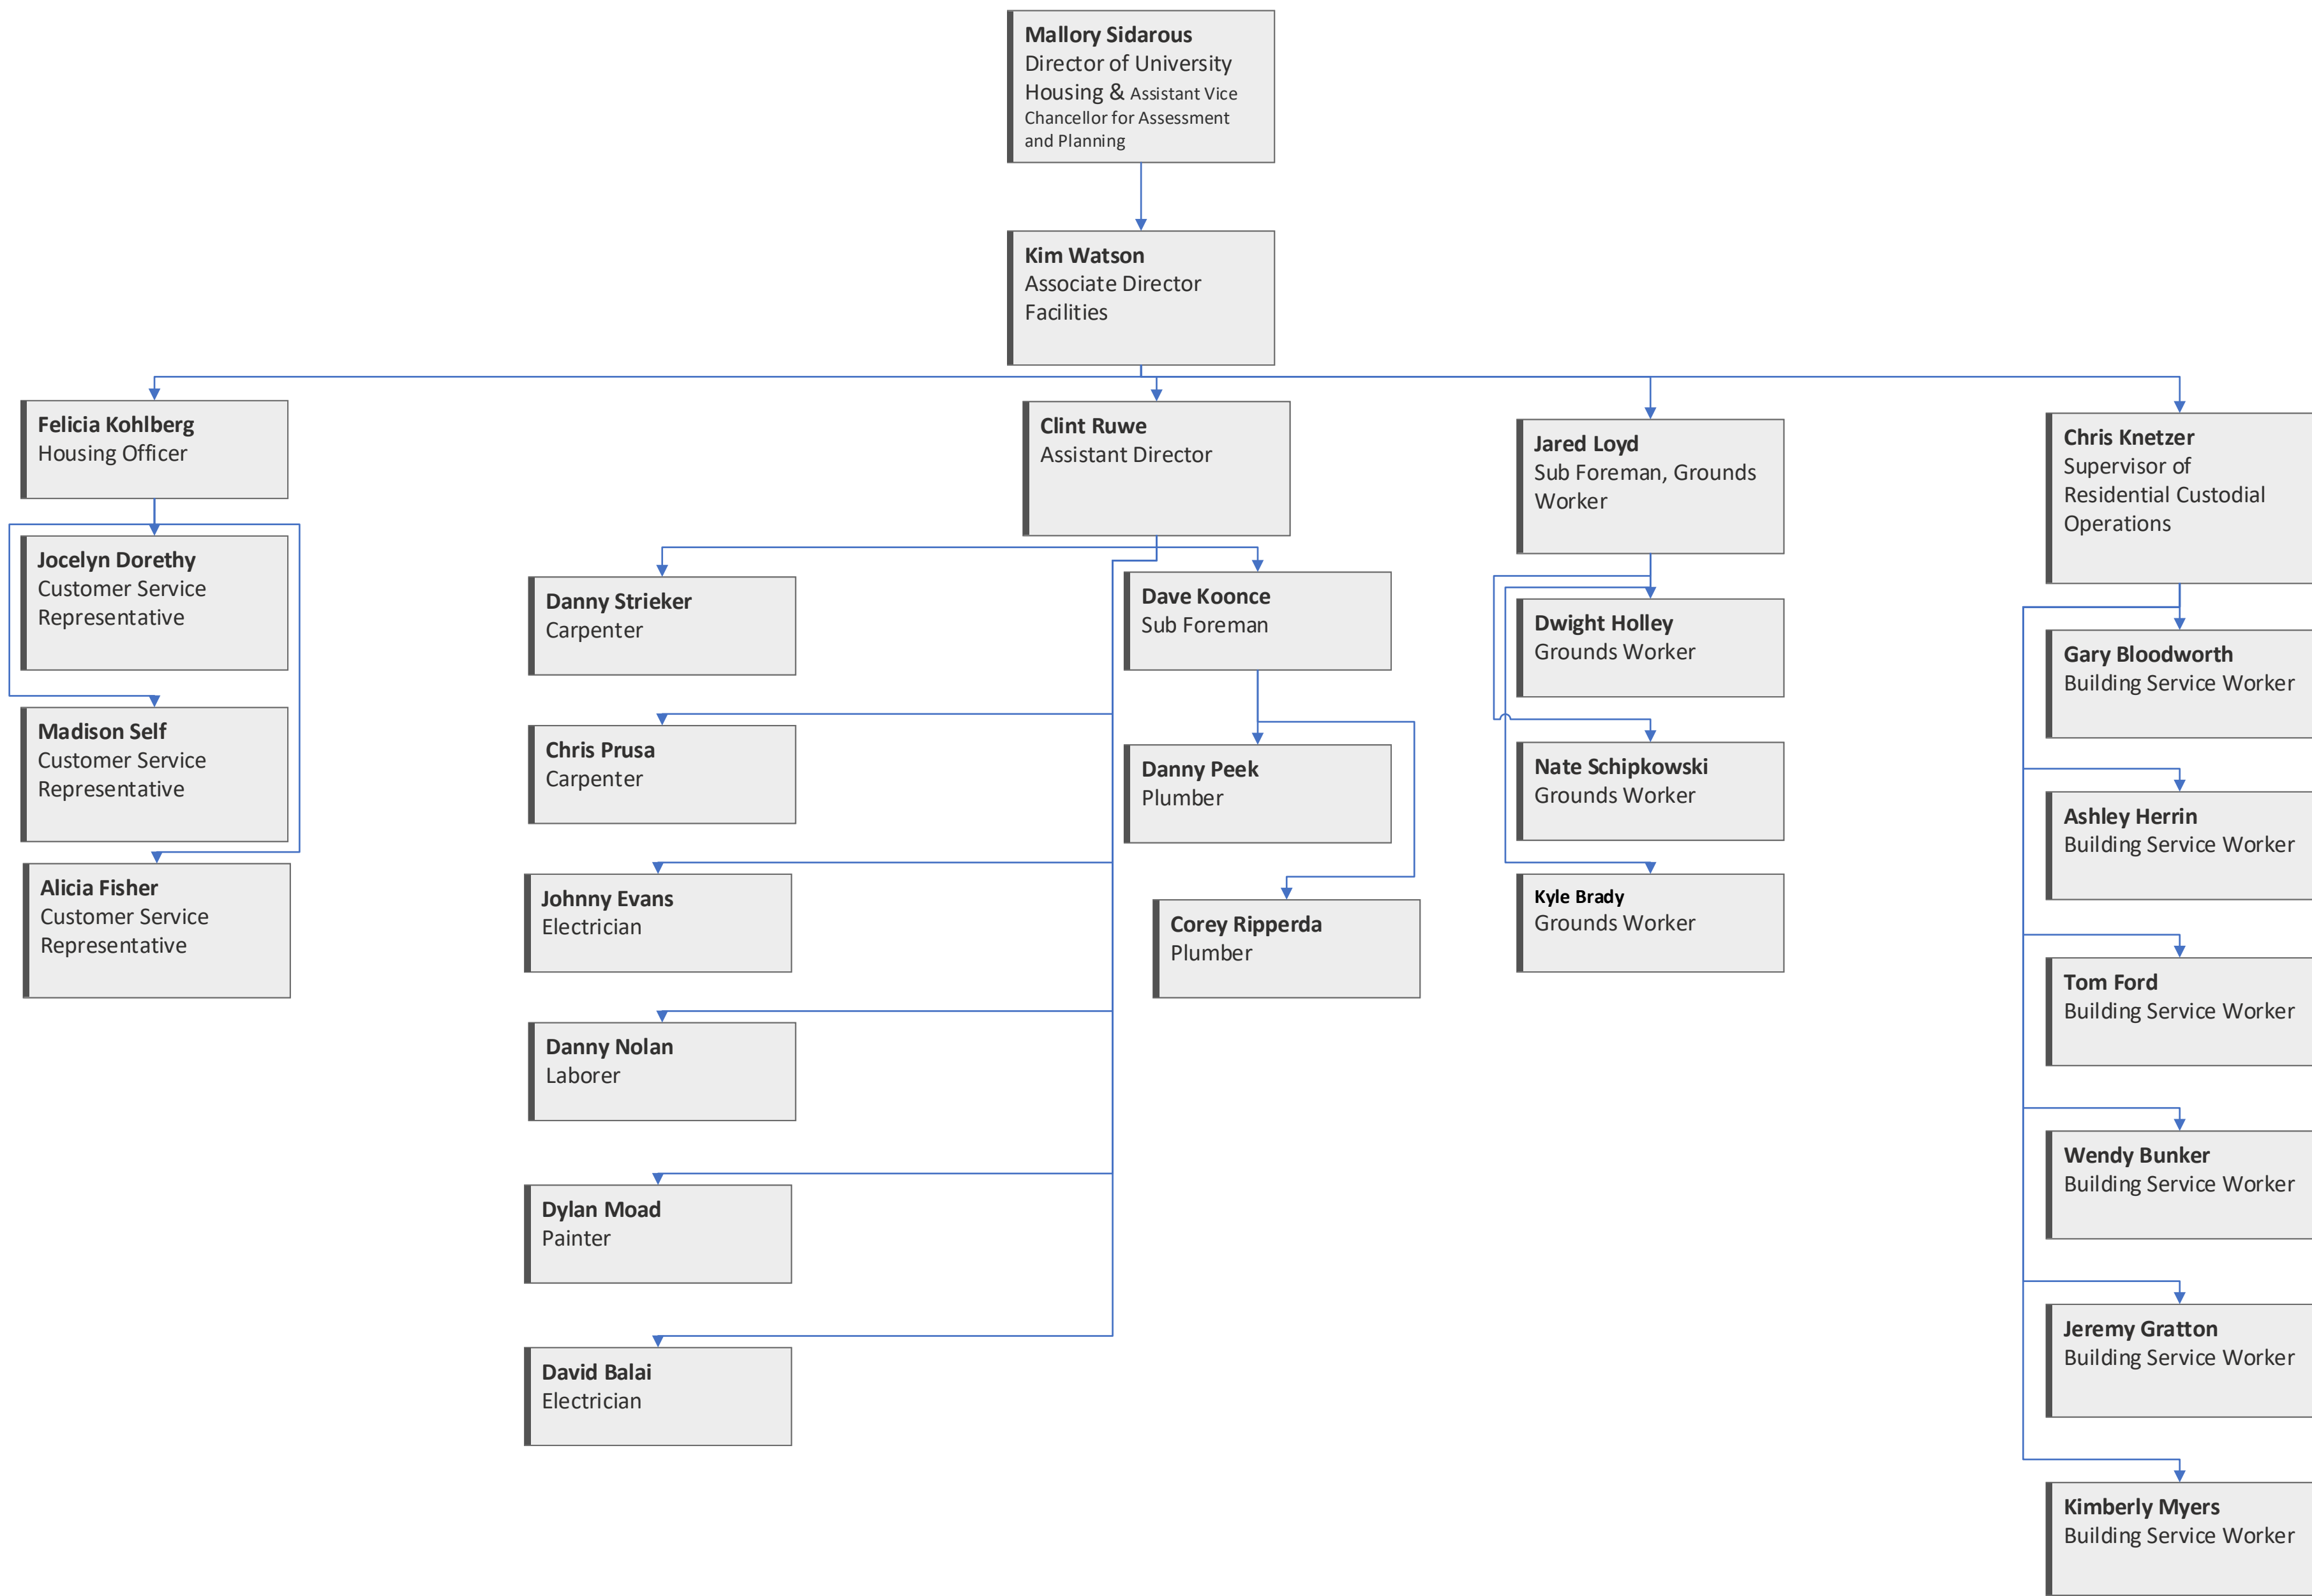 Mallory Sidarous
Director of University
Housing & Assistant Vice
Chancellor for Assessment
and Planning
Kim Watson
Associate Director
Facilities
Felicia Kohlberg
Housing Officer
Jocelyn Dorethy
Customer Service
Representative
Madison Self
Customer Service
Representative
Alicia Fisher
Customer Service
Representative
Clint Ruwe
Assistant Director
Danny Strieker
Carpenter
Chris Prusa
Carpenter
Johnny Evans
Electrician
Danny Nolan
Laborer
Dylan Moad
Painter
David Balai
Electrician
Dave Koonce
Sub Foreman
Danny Peek
Plumber
Corey Ripperda
Plumber
Jared Loyd
Sub Foreman, Grounds
Worker
Dwight Holley
Grounds Worker
Nate Schipkowski
Grounds Worker
Kyle Brady
Grounds Worker
Chris Knetzer
Supervisor of
Residential Custodial
Operations
Gary Bloodworth
Building Service Worker
Ashley Herrin
Building Service Worker
Tom Ford
Building Service Worker
Wendy Bunker
Building Service Worker
Jeremy Gratton
Building Service Worker
Kimberly Myers
Building Service Worker